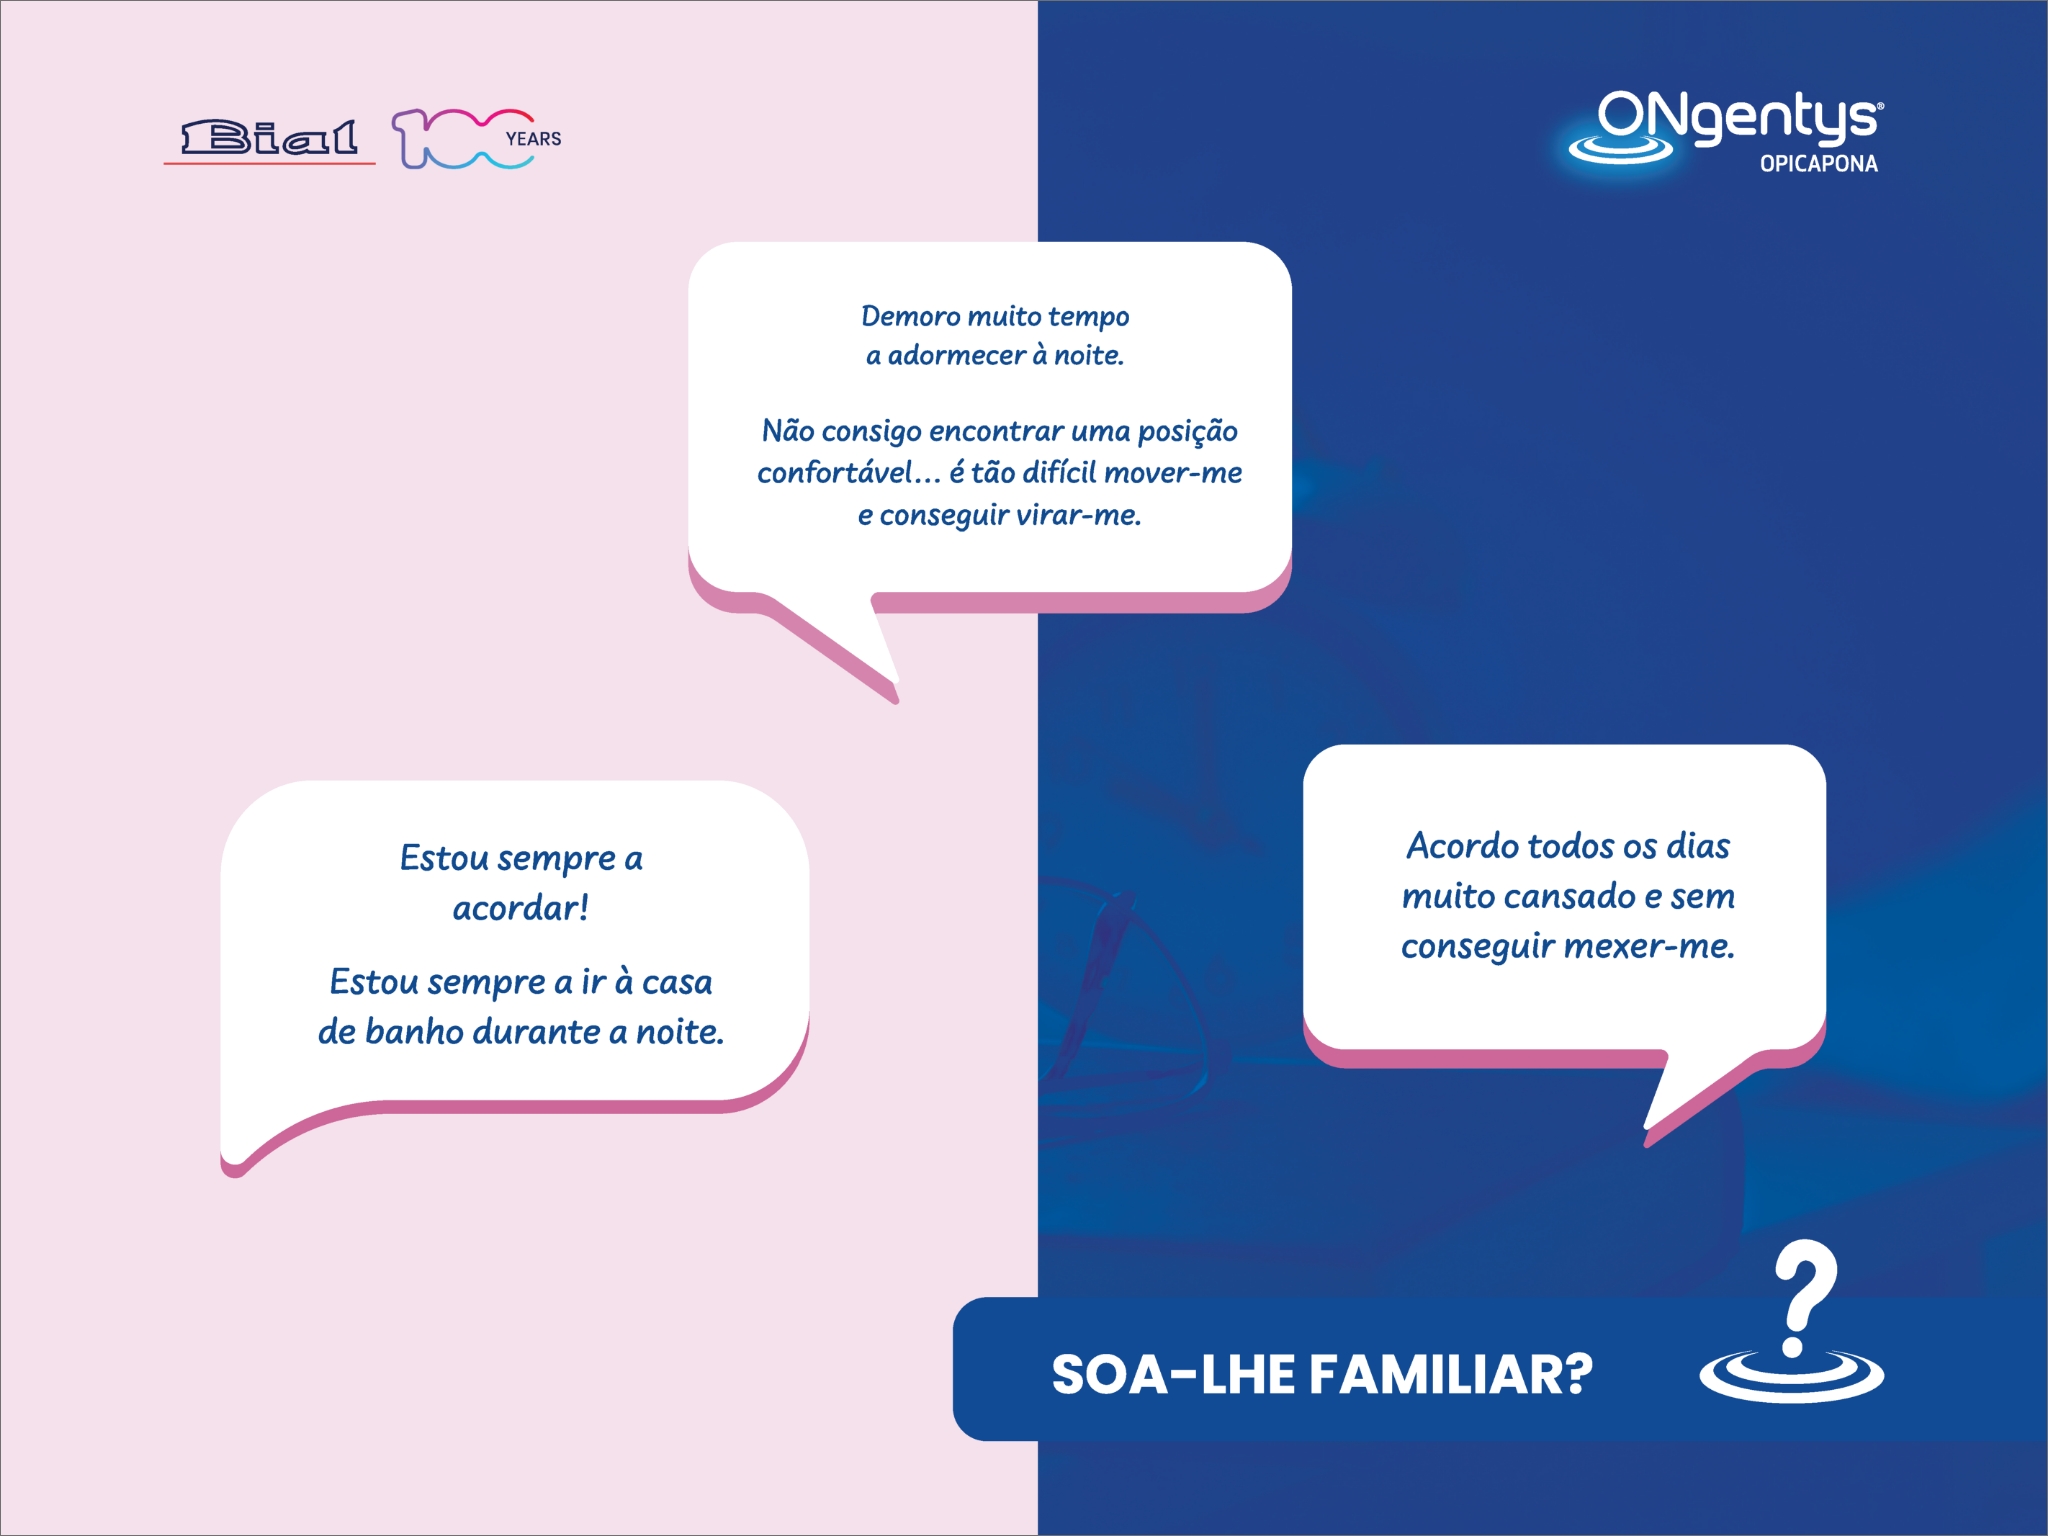 Bial
100 YEARS
ONgentys®
OPICAPONA
Demoro muito tempo
a adormecer à noite.
Não consigo encontrar uma posição
confortável... é tão difícil mover-me
e conseguir virar-me.
Estou sempre a
acordar!
Estou sempre a ir à casa
de banho durante a noite.
Acordo todos os dias
muito cansado e sem
conseguir mexer-me.
SOA-LHE FAMILIAR?
?